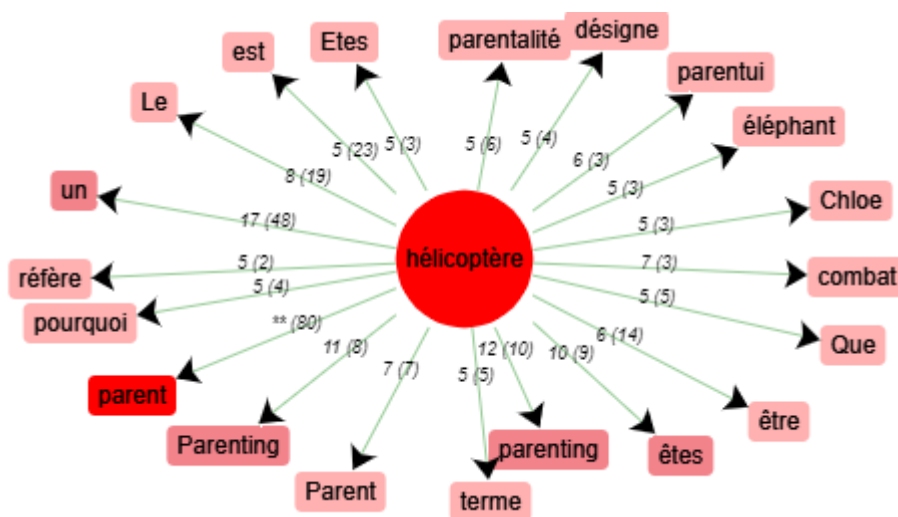 Etes
parentalité
désigne
est
parentui
Le
éléphant
5 (23)
5 (3)
5 (6)
5 (4)
6 (3)
8 (19)
5 (3)
un
17 (48)
Chloe
5 (3)
hélicoptère
réfère
5 (2)
7 (3)
combat
5 (4)
5 (5)
pourquoi
** (80)
6 (14)
Que
11 (8)
12 (10)
10 (9)
7 (7)
5 (5)
parent
être
Parenting
parenting
êtes
Parent
terme